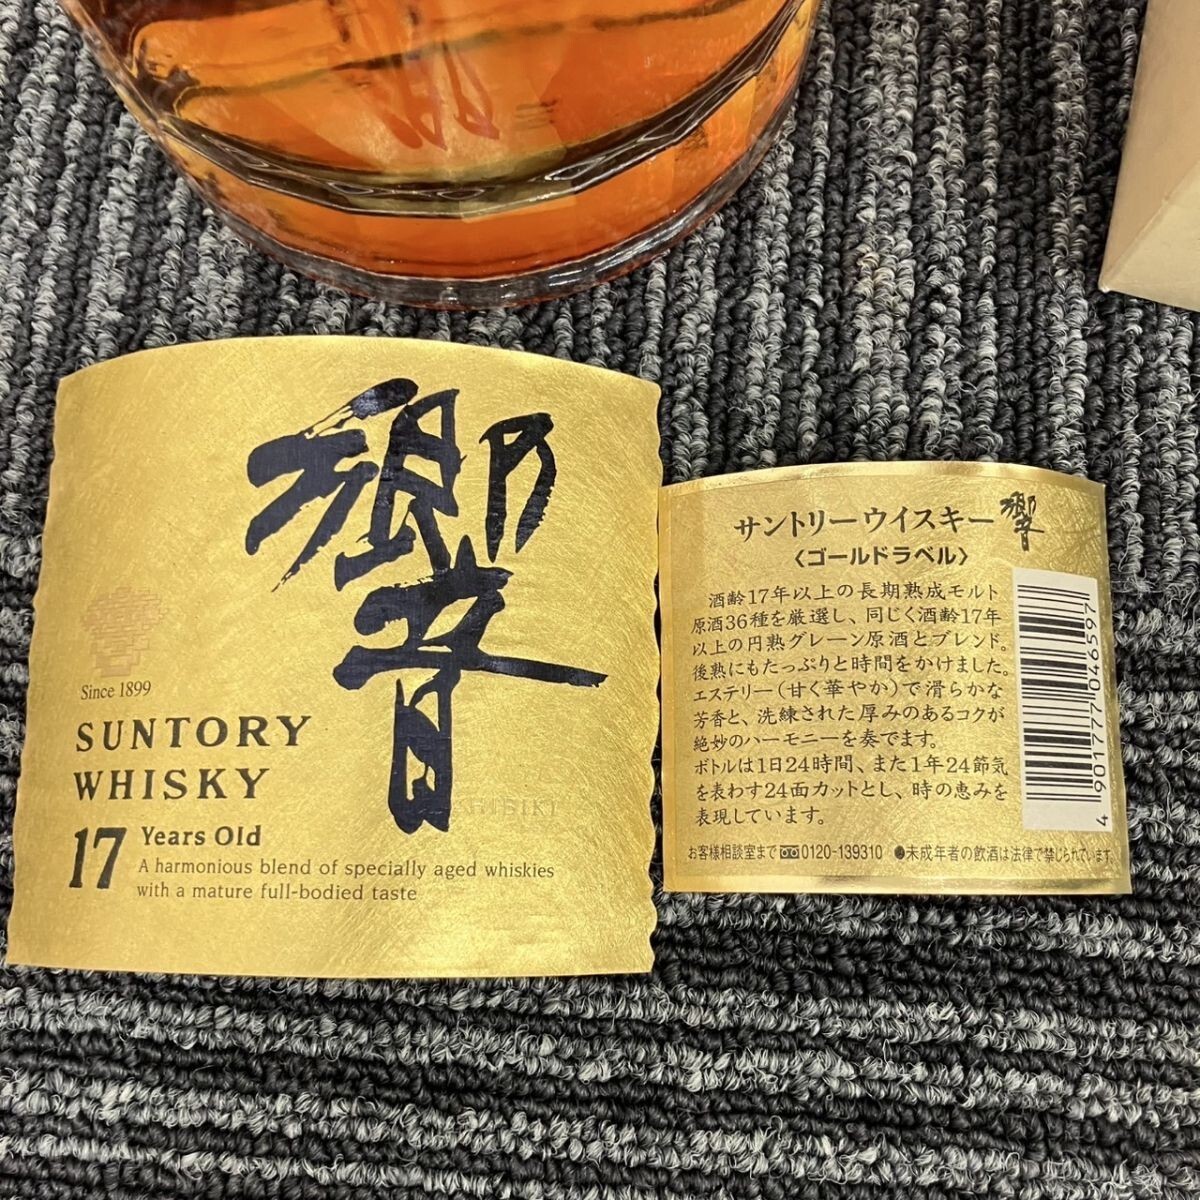 響
Since 1899
SUNTORY
WHISKY
HIBIKI
17 Years Old
A harmonious blend of specially aged whiskies
with a mature full-bodied taste
サントリーウイスキー 響
〈ゴールドラベル〉
酒齢17年以上の長期熟成モルト
原酒36種を厳選し、同じく酒齢17年
以上の円熟グレーン原酒とブレンド。
後熟にもたっぷりと時間をかけました。
エステリー(甘く華やか)で滑らかな
芳香と、洗練された厚みのあるコクが
絶妙のハーモニーを奏でます。
ボトルは1日24時間、また1年24節気
を表わす24面カットとし、時の恵みを
表現しています。
4 901777 046597
お客様相談室まで 0120-139310 ●未成年者の飲酒は法律で禁じられています。